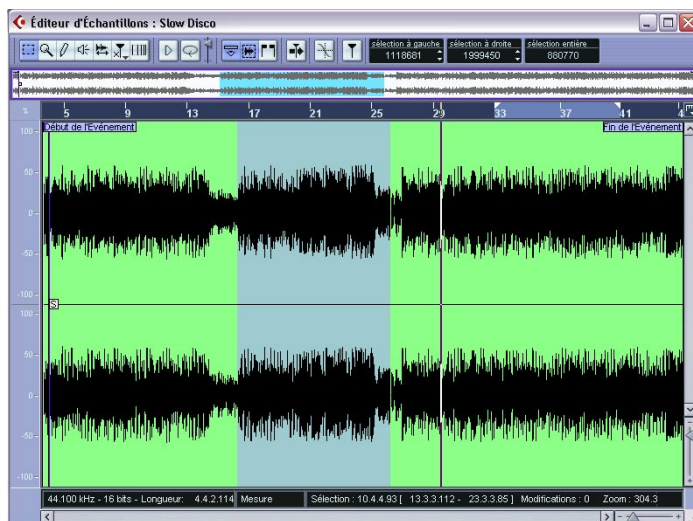 Éditeur d'Échantillons : Slow Disco
sélection à gauche
1118681
sélection à droite
1999450
sélection entière
880770
5 9 13 17 21 25 29 33 37 41
Début de l'Evénement
Fin de l'Evénement
100
50
0
-50
-100
S
100
50
0
-50
-100
44.100 kHz - 16 bits - Longueur: 4.4.2.114
Mesure
Sélection : 10.4.4.93 [ 13.3.3.112 - 23.3.3.85 ] Modifications : 0 Zoom : 304.3